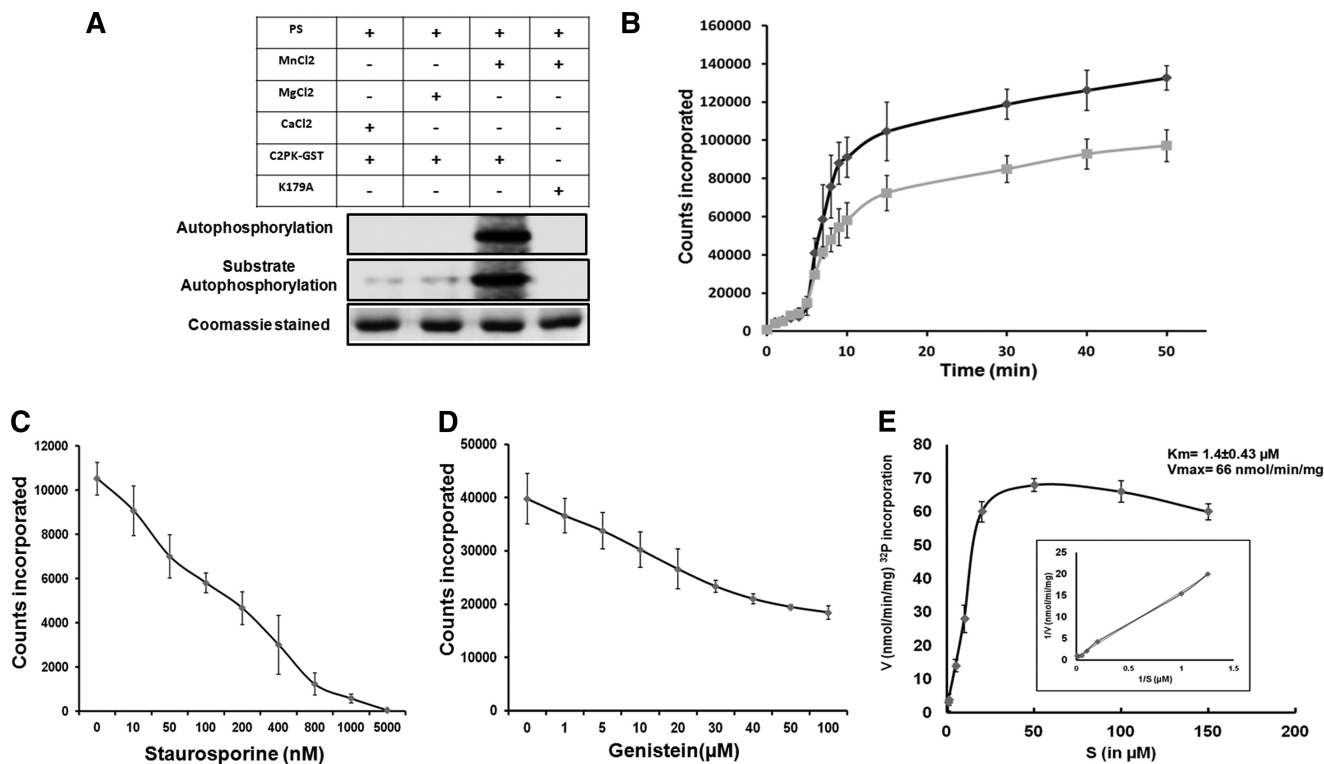 A
PS + + + +
MnCl2 - - + +
MgCl2 - + - -
CaCl2 + - - -
C2PK-GST + + + -
K179A - - - +
Autophosphorylation
Substrate
Autophosphorylation
Coomassie stained
B
160000
140000
120000
100000
80000
60000
40000
20000
0
Counts incorporated
0 10 20 30 40 50
Time (min)
C
12000
10000
8000
6000
4000
2000
0
Counts incorporated
0 10 50 100 200 400 800 1000 5000
Staurosporine (nM)
D
50000
40000
30000
20000
10000
0
Counts incorporated
0 1 5 10 20 30 40 50 100
Genistein(µM)
E
80
70
60
50
40
30
20
10
0
V (nmol/min/mg) ³²P incorporation
Km= 1.4±0.43 µM
Vmax= 66 nmol/min/mg
25
20
15
10
5
0
1/V (nmol/mi/mg)
0 0.5 1 1.5
1/S (µM)
0 50 100 150 200
S (in µM)